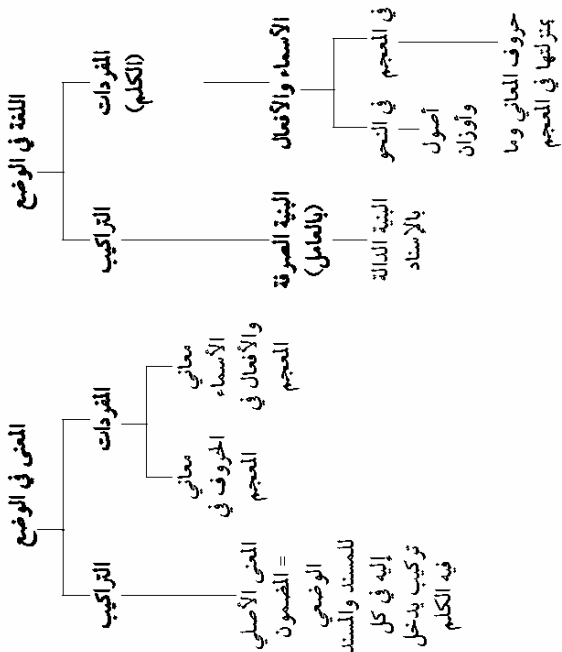 اللغة في الوضع
المفردات
(الكلم)
التراكيب
الأسماء والأفعال
البنية الصرفة
(بالعامل)
في المعجم
في النحو
أصول
وأوزان
البنية الدالة
بالإسناد
حروف المعاني وما
بمنزلتها في المعجم
المعنى في الوضع
المفردات
التراكيب
معاني
الأسماء
والأفعال في
المعجم
معاني
الحروف في
المعجم
المعنى الأصلي
= المضمون
الوضعي
للمسند والمسند
إليه في كل
تركيب يدخل
فيه الكلم